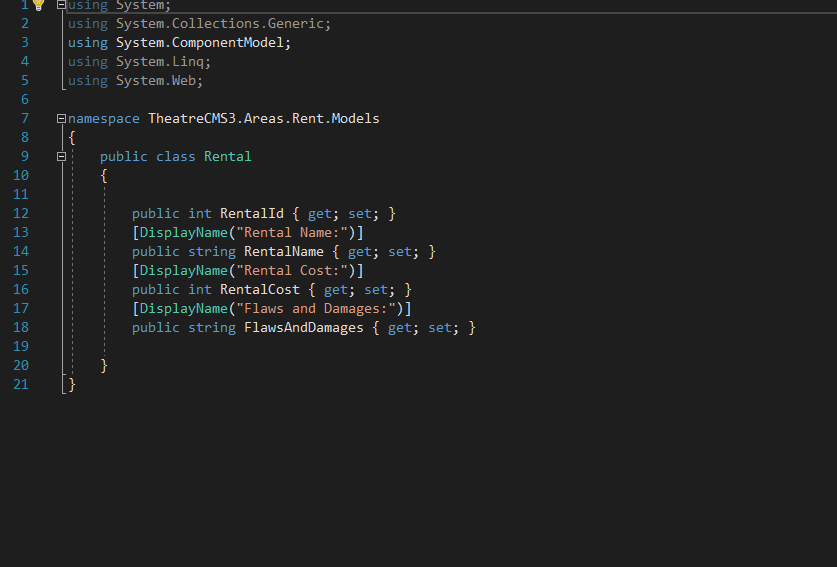 1 using System;
2 using System.Collections.Generic;
3 using System.ComponentModel;
4 using System.Linq;
5 using System.Web;
6
7 namespace TheatreCMS3.Areas.Rent.Models
8 {
9 public class Rental
10 {
11
12 public int RentalId { get; set; }
13 [DisplayName("Rental Name:")]
14 public string RentalName { get; set; }
15 [DisplayName("Rental Cost:")]
16 public int RentalCost { get; set; }
17 [DisplayName("Flaws and Damages:")]
18 public string FlawsAndDamages { get; set; }
19
20 }
21 }